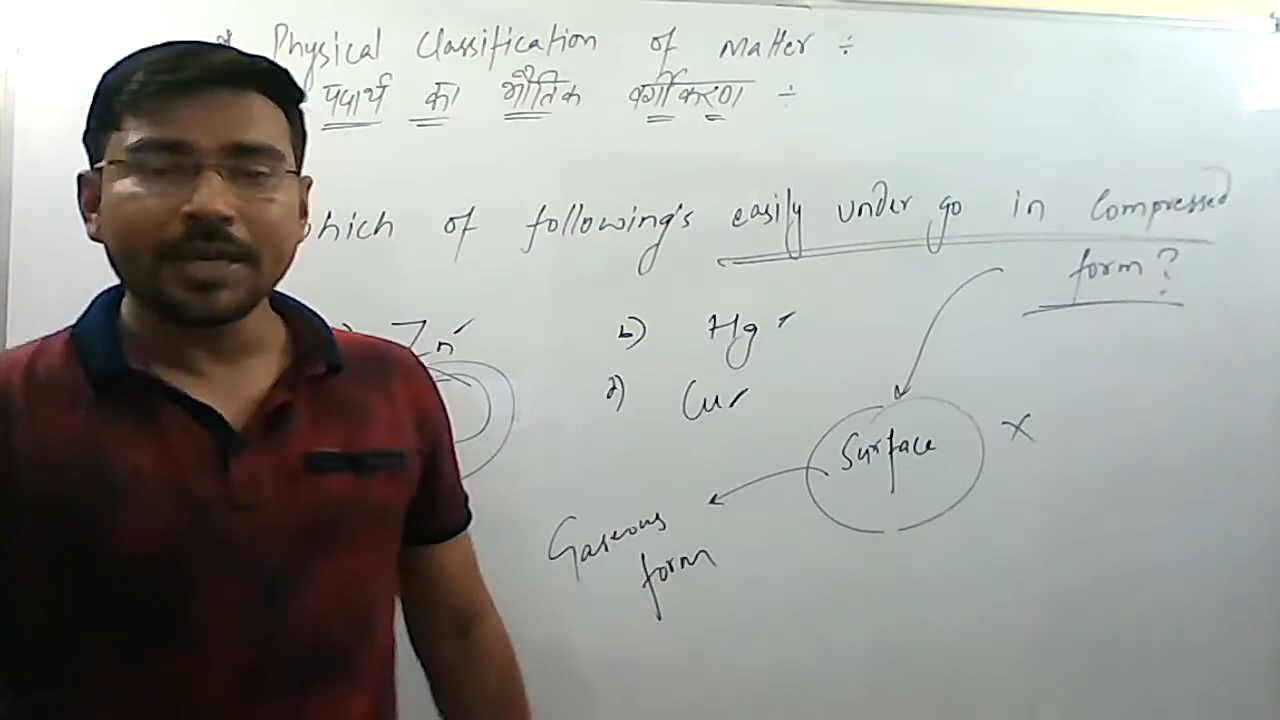 Physical Classification of Matter ÷
पदार्थ का भौतिक वर्गीकरण ÷
hich of following's easily under go in Compressed
form?
Zn b) Hg
d) Cu
Surface ×
Gaseous
form